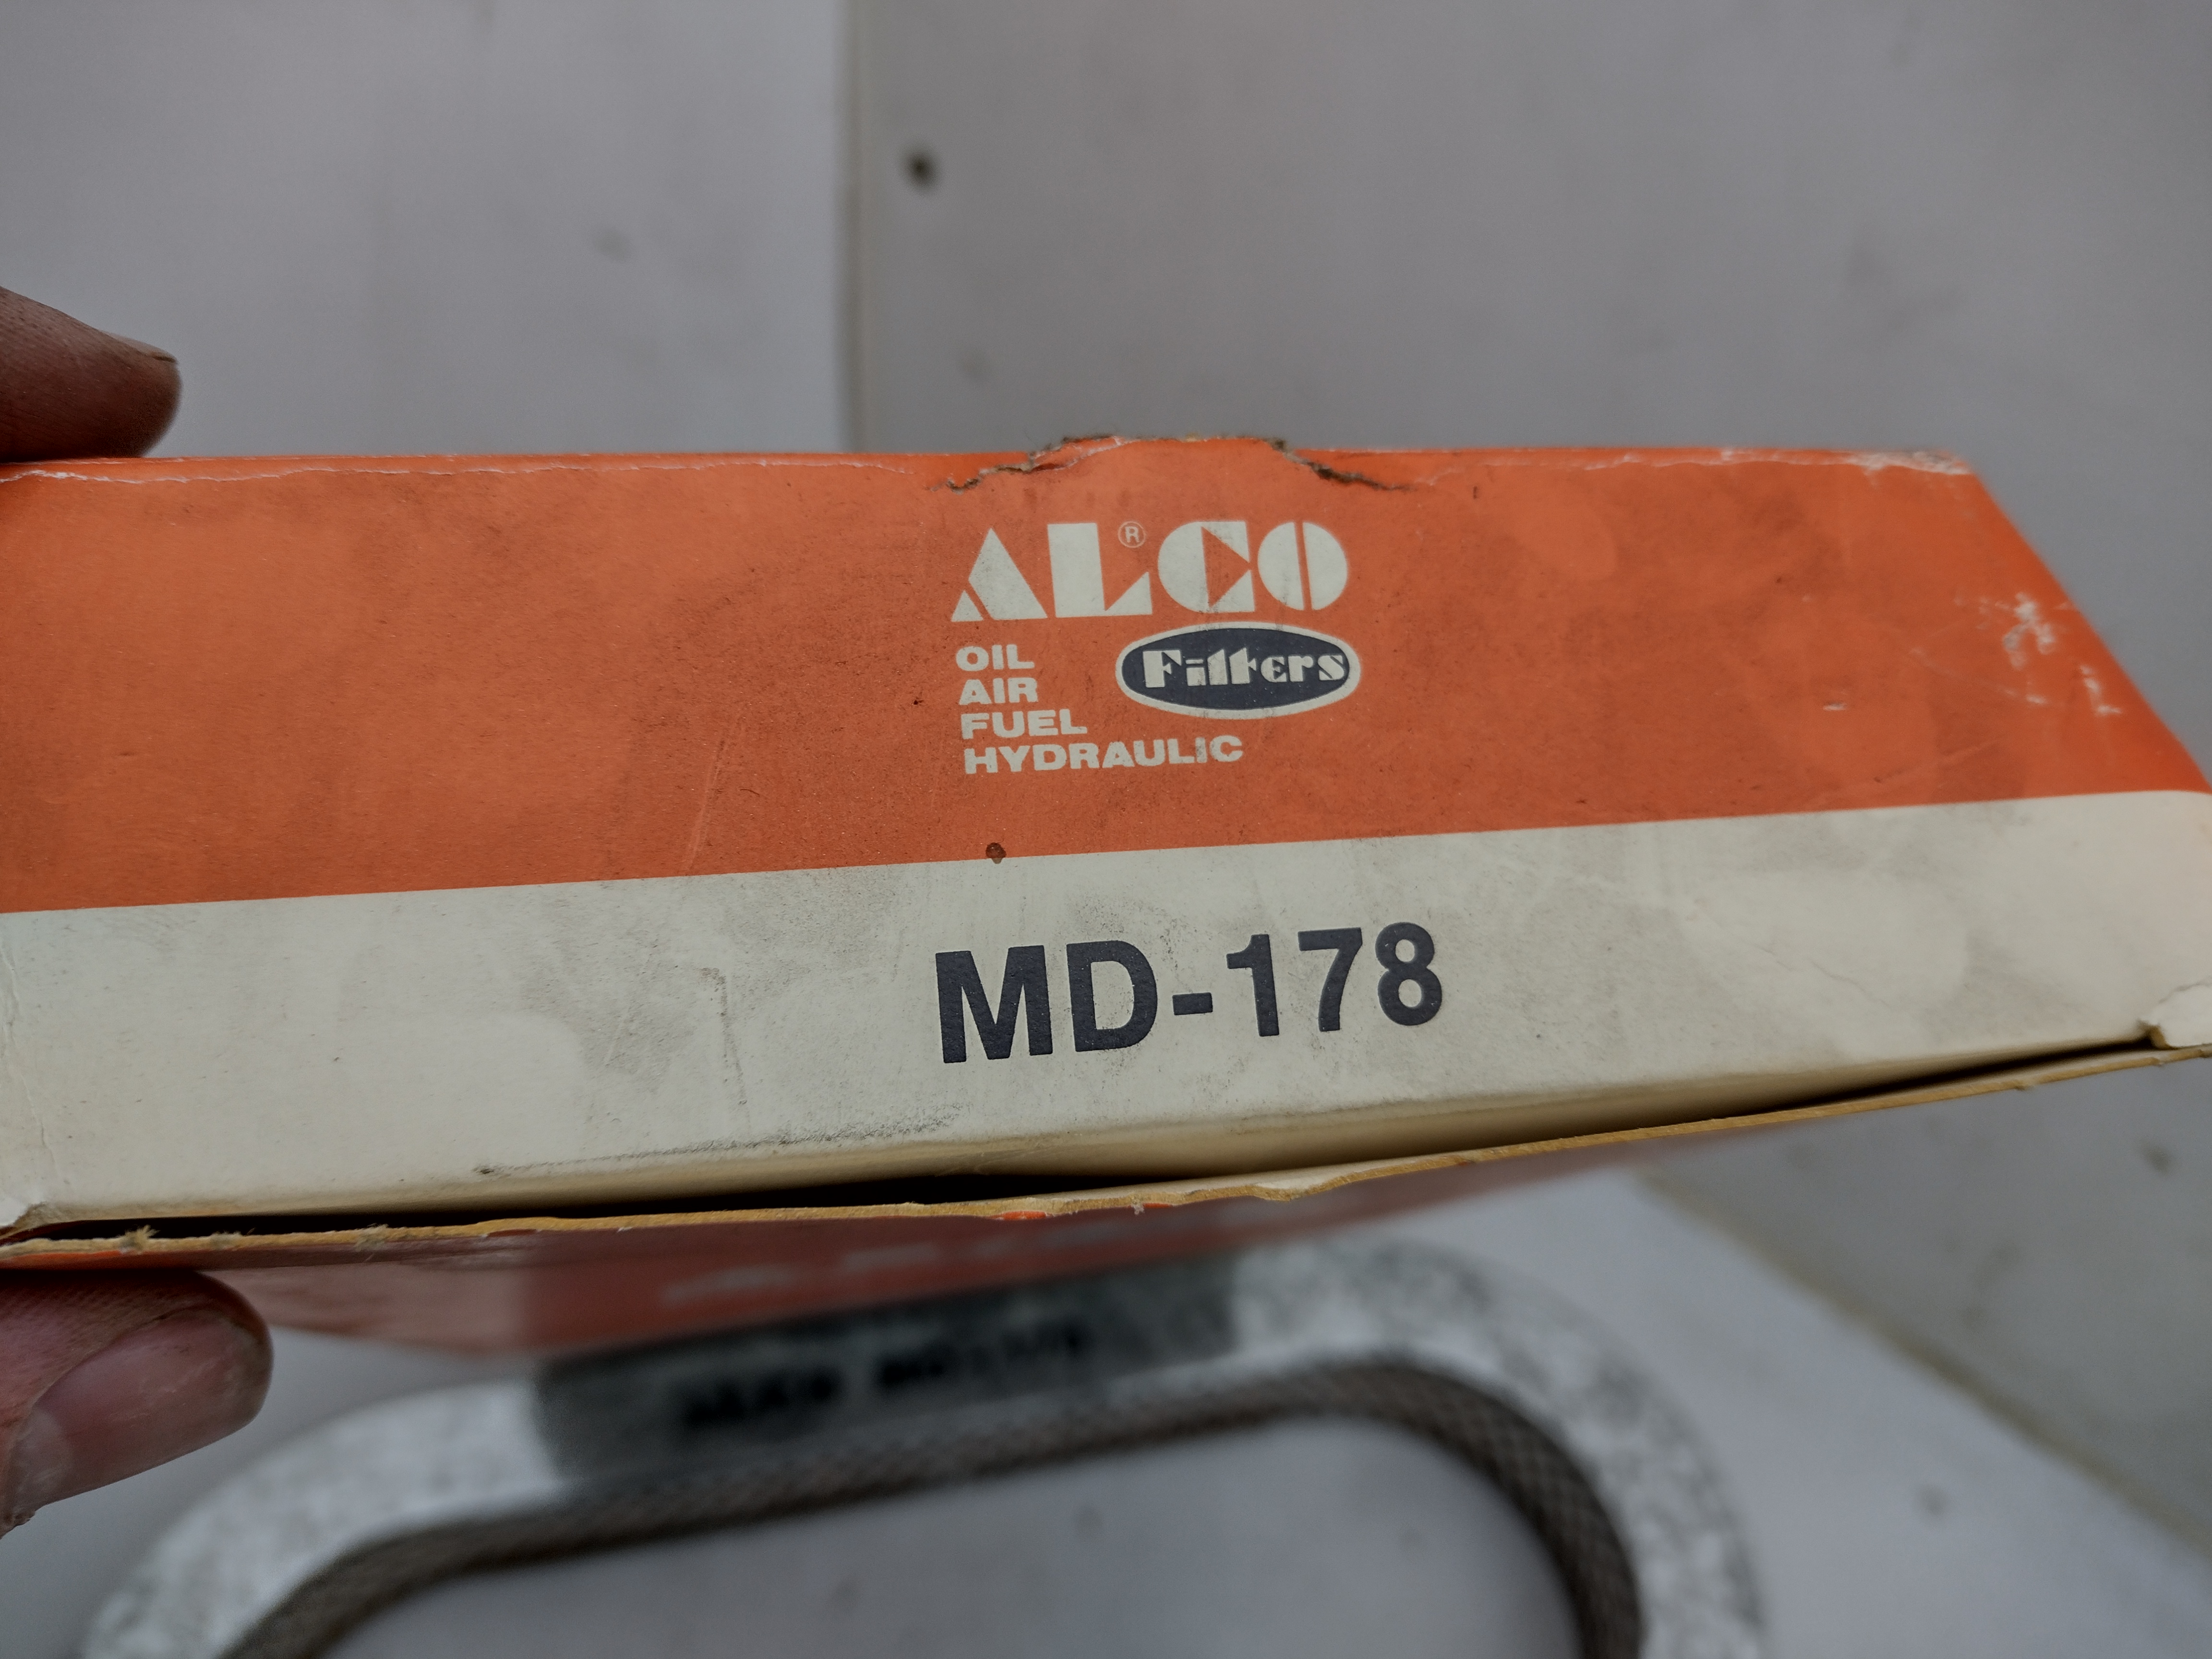 ALCO®
Filters
OIL
AIR
FUEL
HYDRAULIC
MD-178